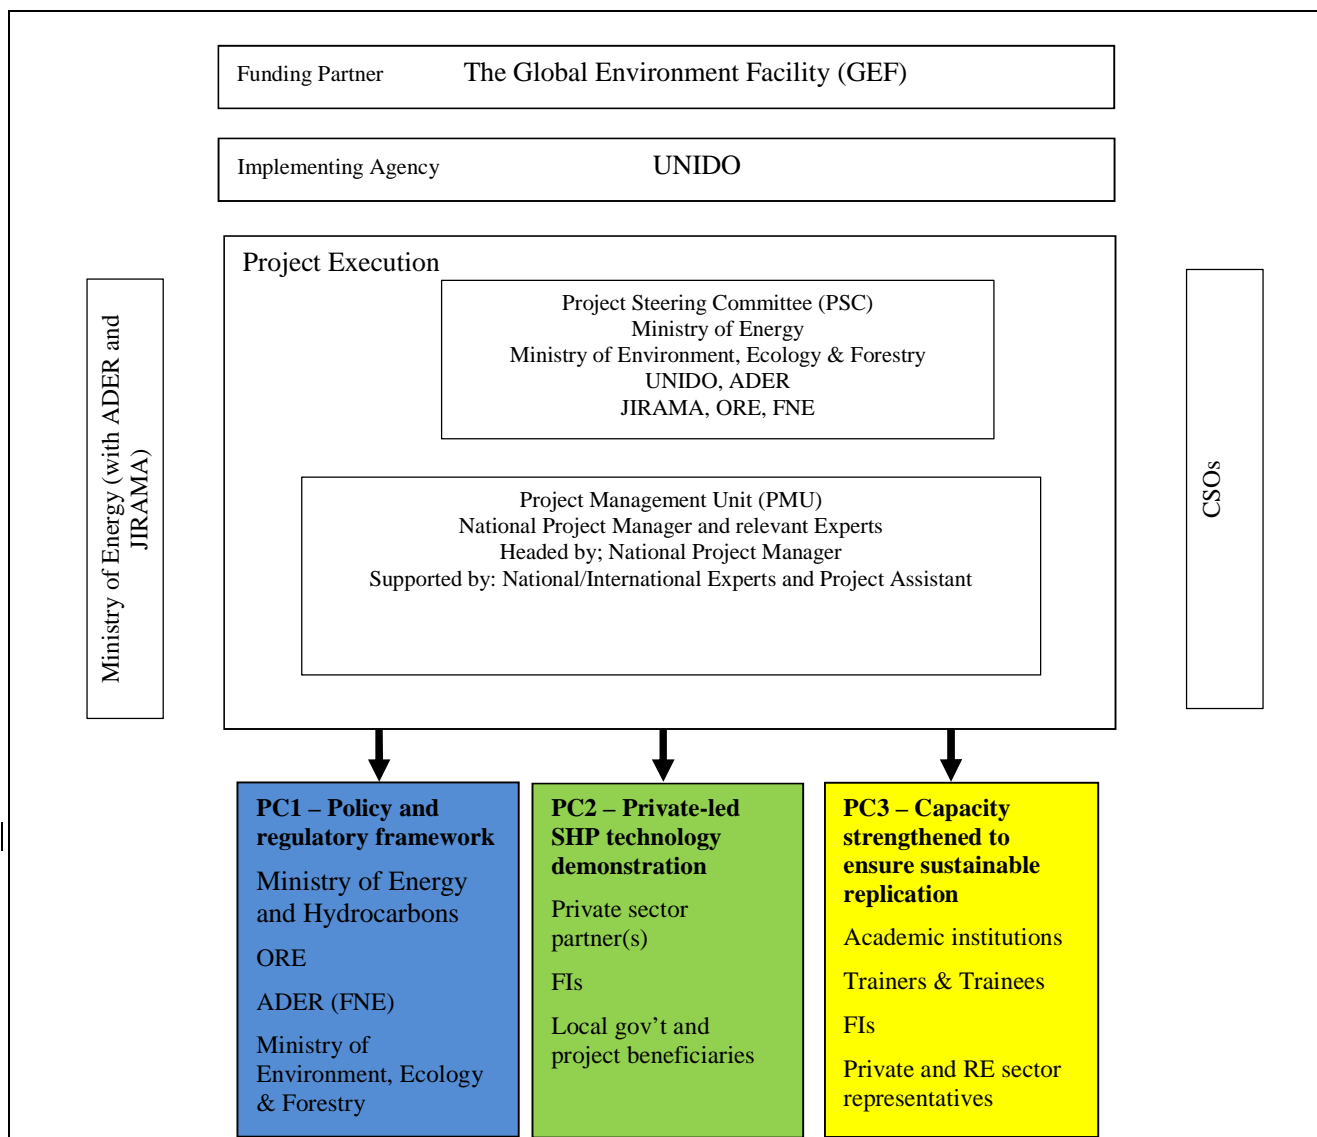 Funding Partner The Global Environment Facility (GEF)
Implementing Agency UNIDO
Project Execution
Project Steering Committee (PSC)
Ministry of Energy
Ministry of Environment, Ecology & Forestry
UNIDO, ADER
JIRAMA, ORE, FNE
Ministry of Energy (with ADER and
JIRAMA)
CSOs
Project Management Unit (PMU)
National Project Manager and relevant Experts
Headed by; National Project Manager
Supported by: National/International Experts and Project Assistant
PC1 – Policy and
regulatory framework
Ministry of Energy
and Hydrocarbons
ORE
ADER (FNE)
Ministry of
Environment, Ecology
& Forestry
PC2 – Private-led
SHP technology
demonstration
Private sector
partner(s)
FIs
Local gov't and
project beneficiaries
PC3 – Capacity
strengthened to
ensure sustainable
replication
Academic institutions
Trainers & Trainees
FIs
Private and RE sector
representatives